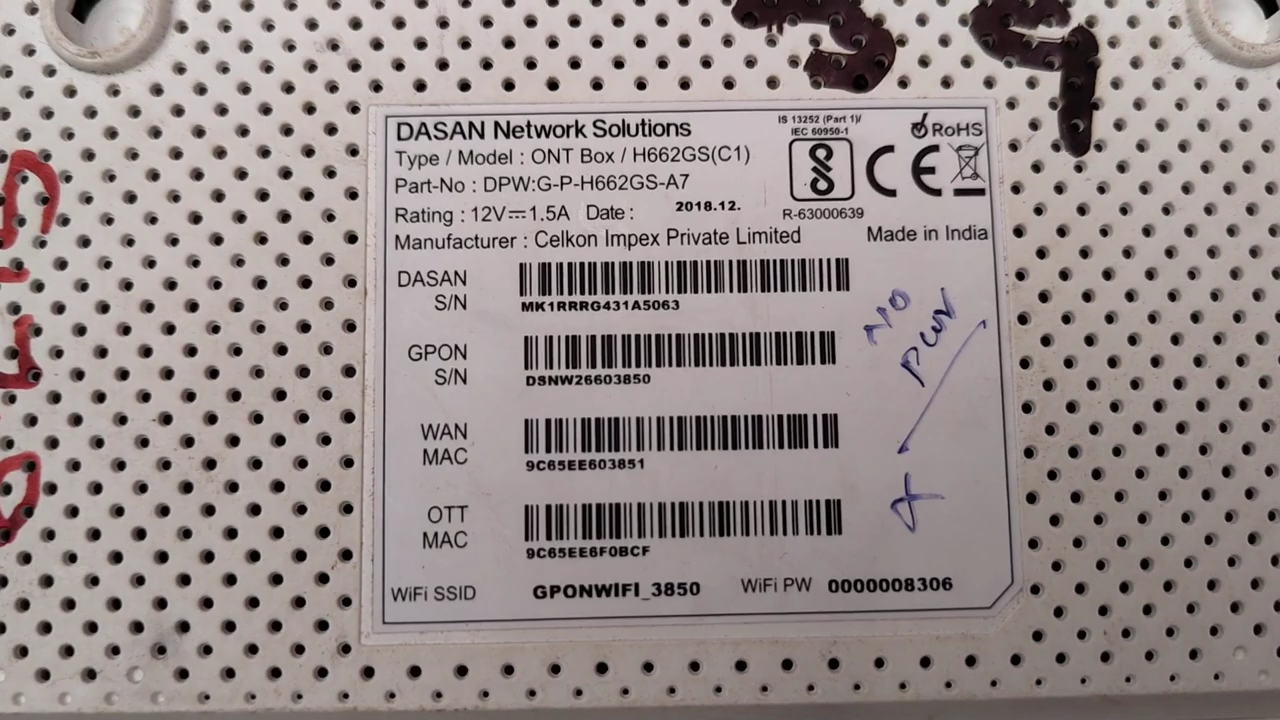 DASAN Network Solutions
IS 13252 (Part 1)/
IEC 60950-1
RoHS
Type / Model : ONT Box / H662GS(C1)
Part-No : DPW:G-P-H662GS-A7
Rating : 12V⎓1.5A Date : 2018.12.
R-63000639
Manufacturer : Celkon Impex Private Limited
Made in India
DASAN S/N
MK1RRRG431A5063
GPON S/N
DSNW26603850
WAN MAC
9C65EE603851
OTT MAC
9C65EE6F0BCF
WiFi SSID GPONWIFI_3850 WiFi PW 0000008306
NO